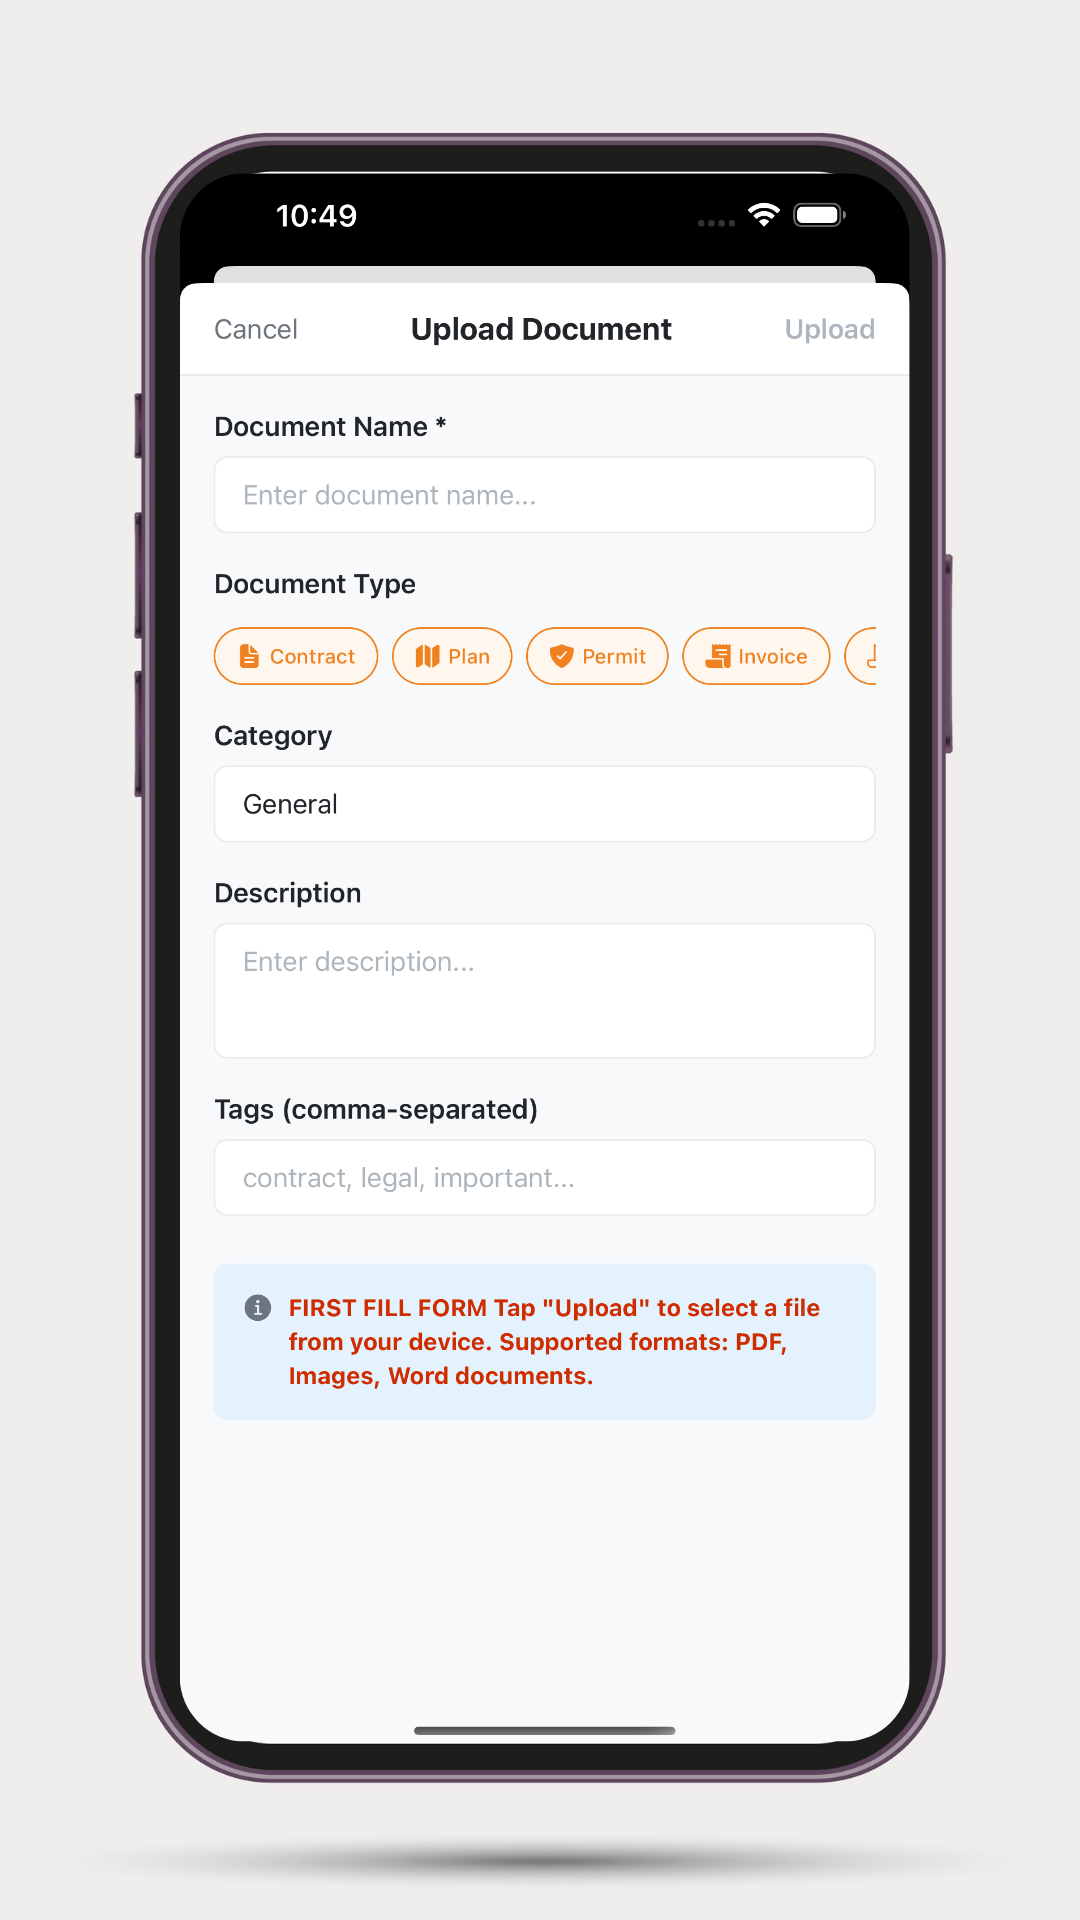 10:49
Cancel
Upload Document
Upload
Document Name *
Enter document name...
Document Type
Contract
Plan
Permit
Invoice
Category
General
Description
Enter description...
Tags (comma-separated)
contract, legal, important...
FIRST FILL FORM Tap "Upload" to select a file
from your device. Supported formats: PDF,
Images, Word documents.